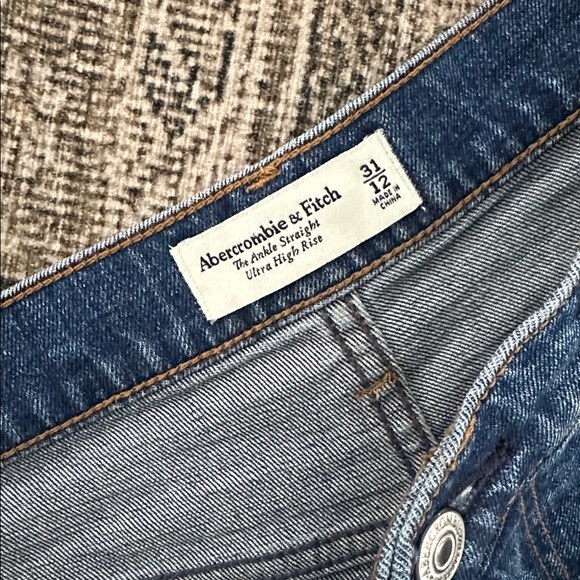 Abercrombie & Fitch
The Ankle Straight
Ultra High Rise
31
12
MADE IN
CHINA